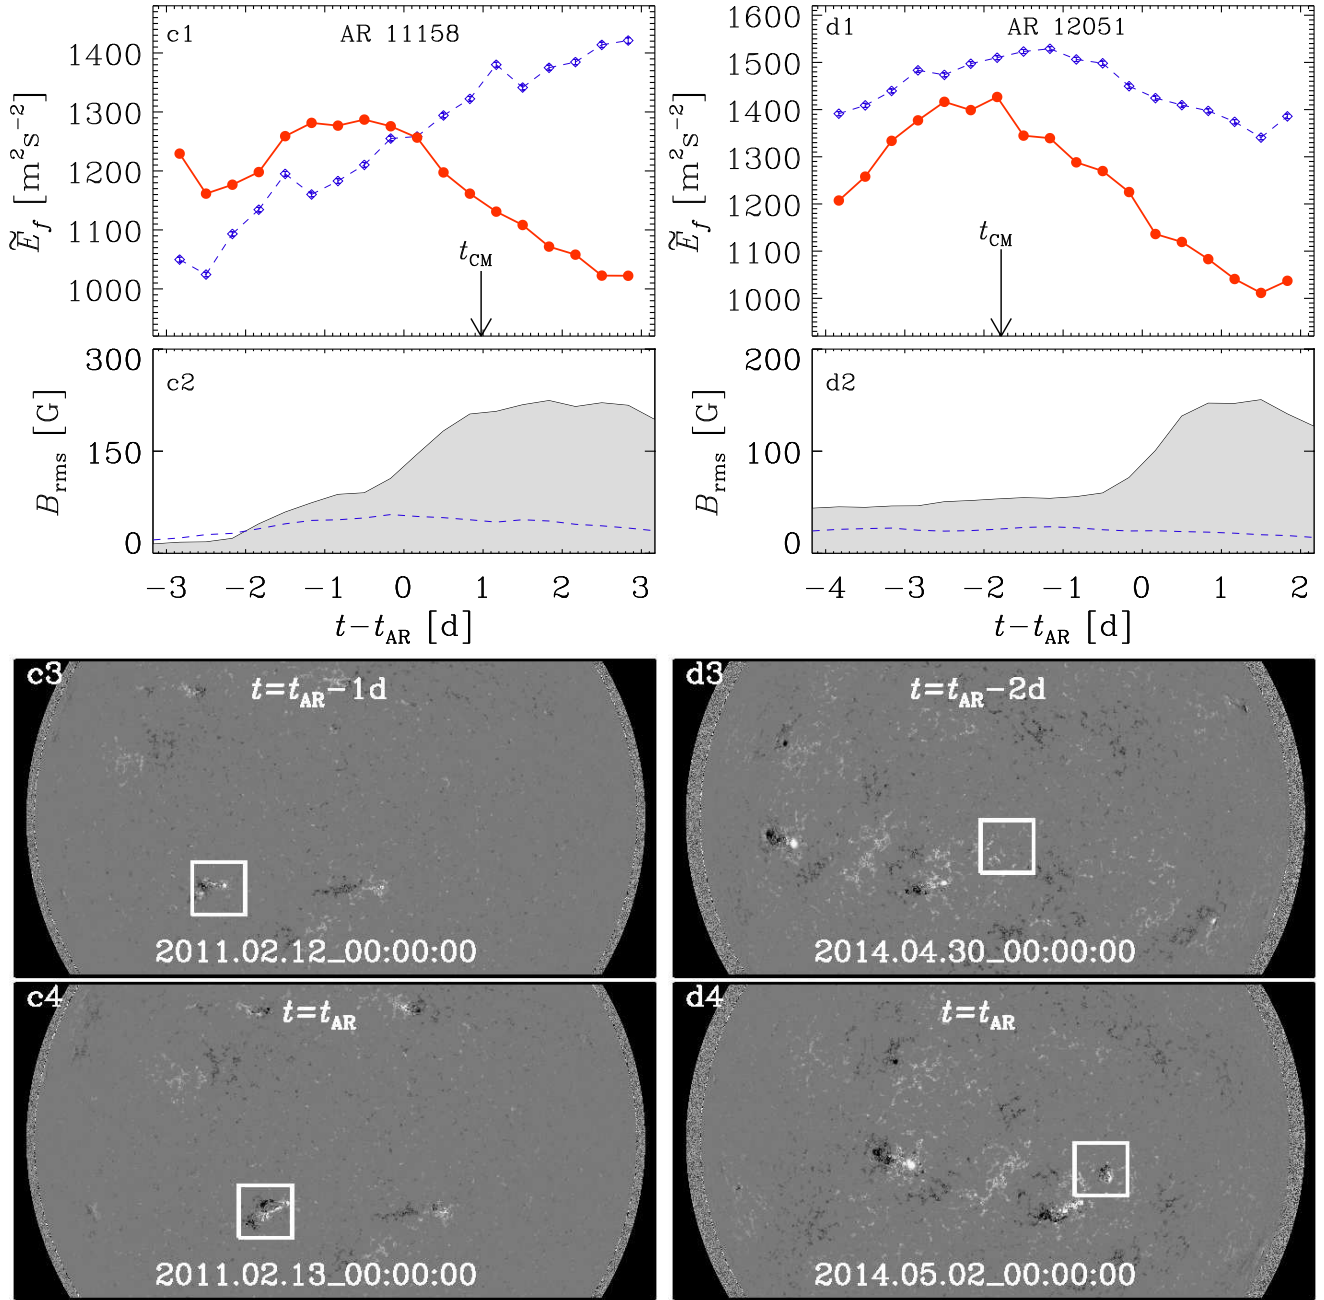 c1
AR 11158
1400
1300
1200
1100
1000
Ẽ_f [m²s⁻²]
t_CM
d1
AR 12051
1600
1500
1400
1300
1200
1100
1000
Ẽ_f [m²s⁻²]
t_CM
c2
300
150
0
B_rms [G]
−3 −2 −1 0 1 2 3
t−t_AR [d]
d2
200
100
0
B_rms [G]
−4 −3 −2 −1 0 1 2
t−t_AR [d]
c3
t=t_AR−1d
2011.02.12_00:00:00
d3
t=t_AR−2d
2014.04.30_00:00:00
c4
t=t_AR
2011.02.13_00:00:00
d4
t=t_AR
2014.05.02_00:00:00